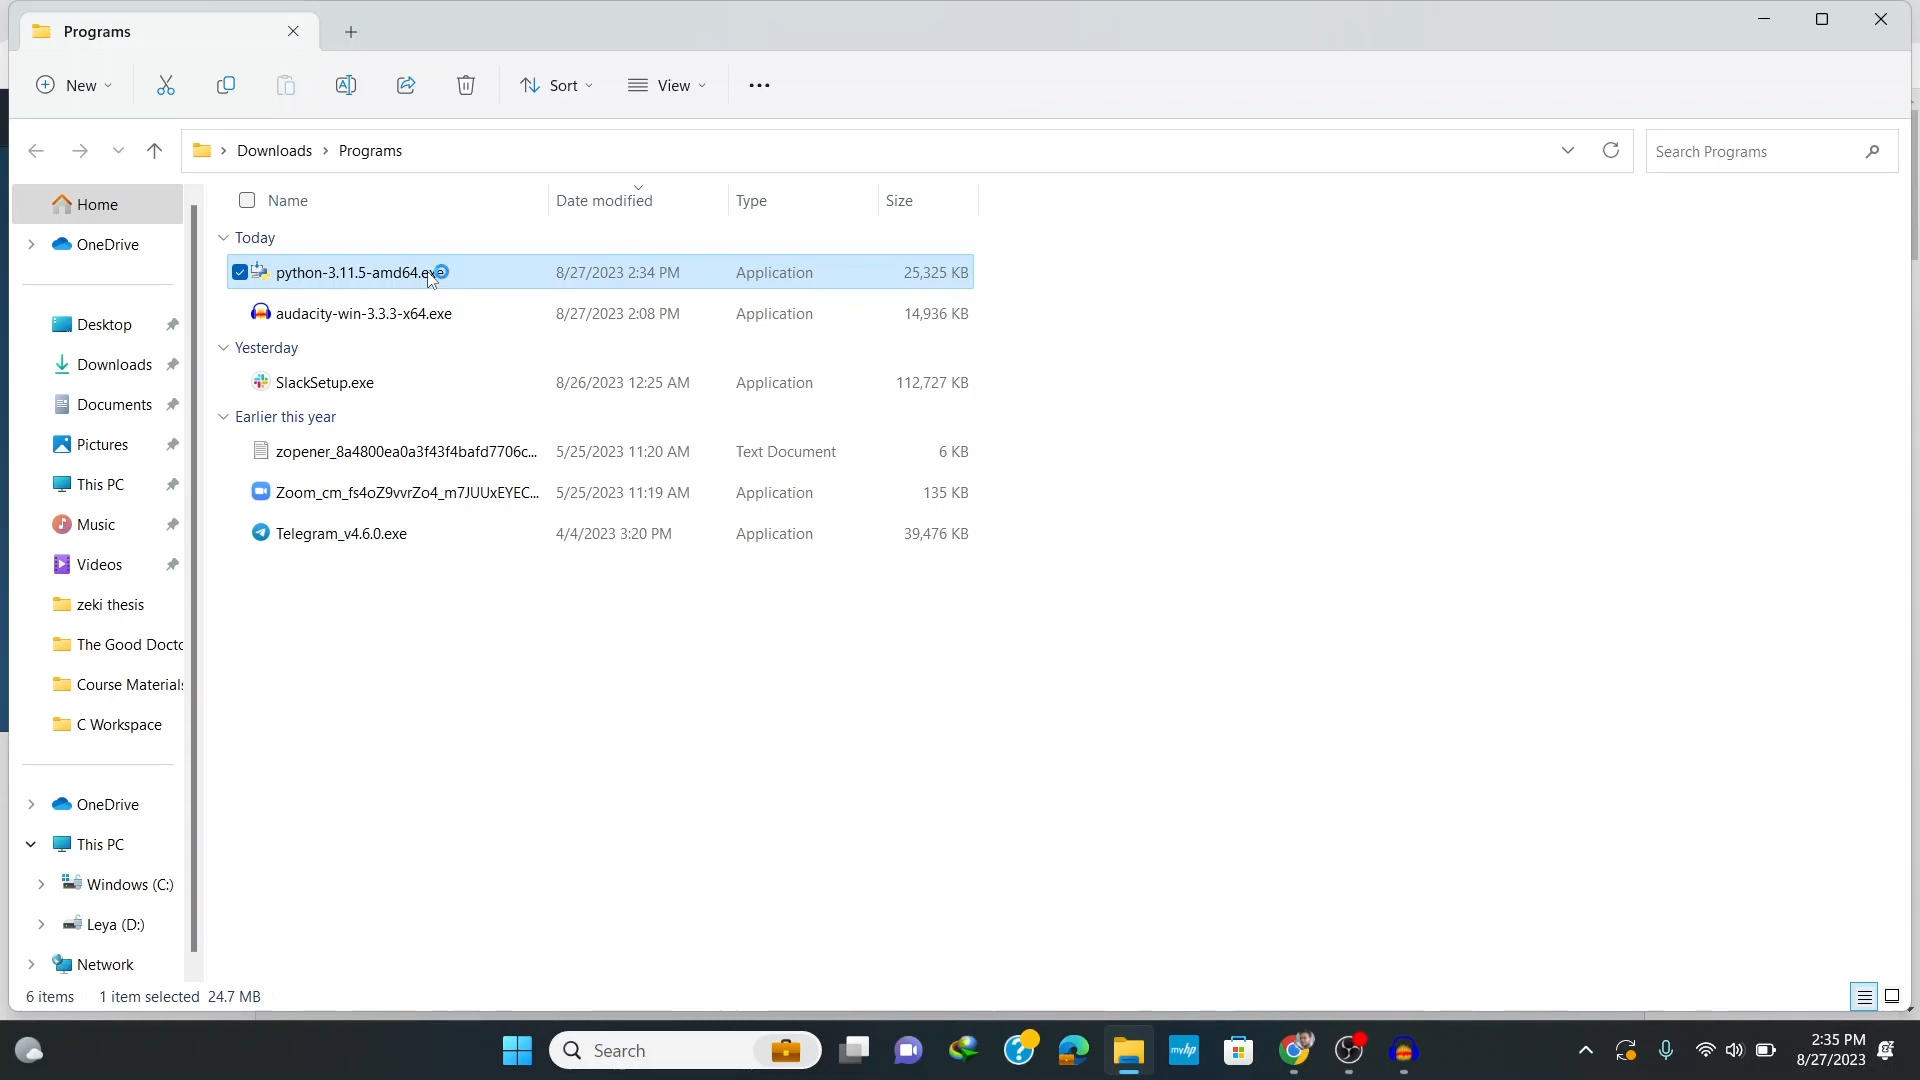 Programs
New
Sort
View
Downloads
Programs
Search Programs
Home
OneDrive
Desktop
Downloads
Documents
Pictures
This PC
Music
Videos
zeki thesis
The Good Docto
Course Materials
C Workspace
OneDrive
This PC
Windows (C:)
Leya (D:)
Network
Name Date modified Type Size
Today
python-3.11.5-amd64.exe 8/27/2023 2:34 PM Application 25,325 KB
audacity-win-3.3.3-x64.exe 8/27/2023 2:08 PM Application 14,936 KB
Yesterday
SlackSetup.exe 8/26/2023 12:25 AM Application 112,727 KB
Earlier this year
zopener_8a4800ea0a3f43f4bafd7706c... 5/25/2023 11:20 AM Text Document 6 KB
Zoom_cm_fs4oZ9vvrZo4_m7JUUxEYEC... 5/25/2023 11:19 AM Application 135 KB
Telegram_v4.6.0.exe 4/4/2023 3:20 PM Application 39,476 KB
6 items 1 item selected 24.7 MB
Search
myhp
2:35 PM
8/27/2023